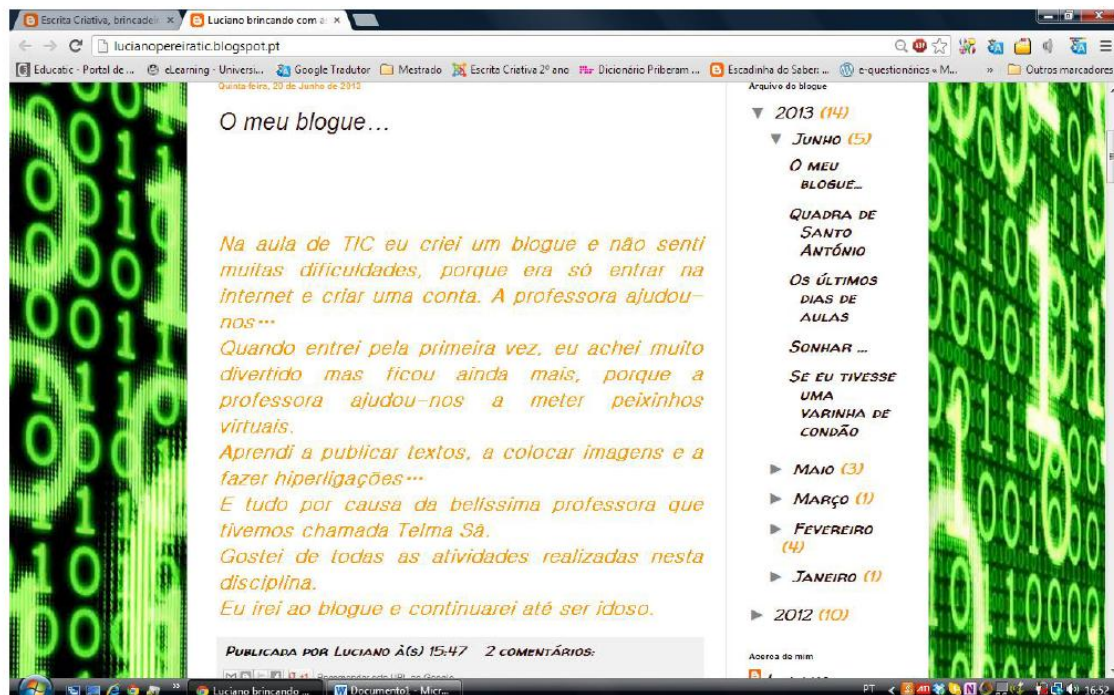 Escrita Criativa, brincadei
Luciano brincando com a
lucianopereiratic.blogspot.pt
Educatic - Portal de ...
eLearning - Universi...
Google Tradutor
Mestrado
Escrita Criativa 2º ano
Dicionário Priberam ...
Escadinha do Saber: ...
e-questionários « M...
»
Outros marcadores
Quinta-feira, 20 de Junho de 2013
O meu blogue…
Na aula de TIC eu criei um blogue e não senti
muitas dificuldades, porque era só entrar na
internet e criar uma conta. A professora ajudou-
nos…
Quando entrei pela primeira vez, eu achei muito
divertido mas ficou ainda mais, porque a
professora ajudou-nos a meter peixinhos
virtuais.
Aprendi a publicar textos, a colocar imagens e a
fazer hiperligações…
E tudo por causa da belíssima professora que
tivemos chamada Telma Sá.
Gostei de todas as atividades realizadas nesta
disciplina.
Eu irei ao blogue e continuarei até ser idoso.
Publicada por Luciano à(s) 15:47 2 comentários:
Arquivo do blogue
▼ 2013 (14)
▼ Junho (5)
O meu
blogue...
Quadra de
Santo
António
Os últimos
dias de
aulas
Sonhar ...
Se eu tivesse
uma
varinha de
condão
► Maio (3)
► Março (1)
► Fevereiro
(4)
► Janeiro (1)
► 2012 (10)
Acerca de mim
Luciano brincando ...
Documento1 - Micr...
PT
16:52